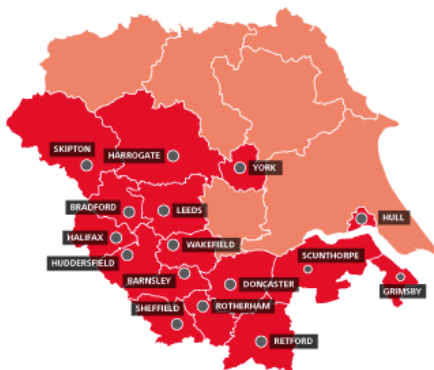 SKIPTON
HARROGATE
YORK
BRADFORD
LEEDS
HULL
HALIFAX
WAKEFIELD
HUDDERSFIELD
SCUNTHORPE
BARNSLEY
DONCASTER
GRIMSBY
SHEFFIELD
ROTHERHAM
RETFORD